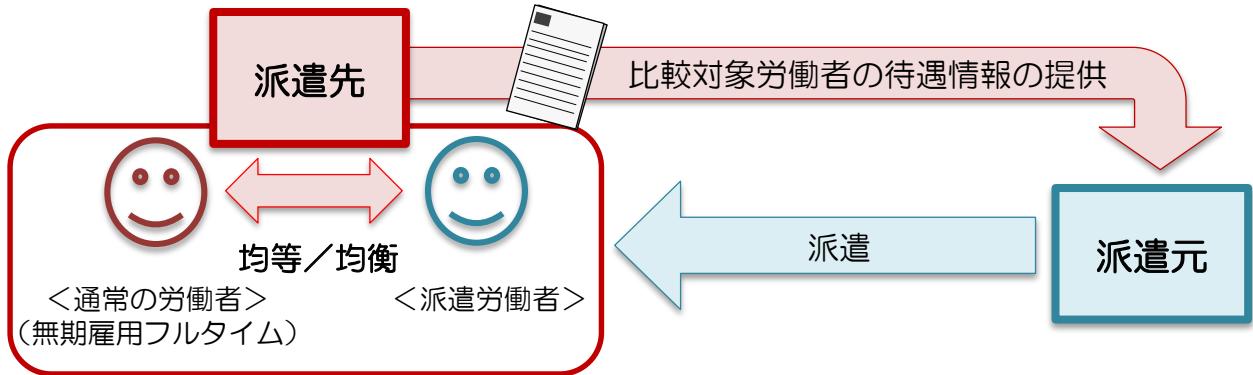 派遣先
比較対象労働者の待遇情報の提供
均等／均衡
＜通常の労働者＞
（無期雇用フルタイム）
＜派遣労働者＞
派遣
派遣元